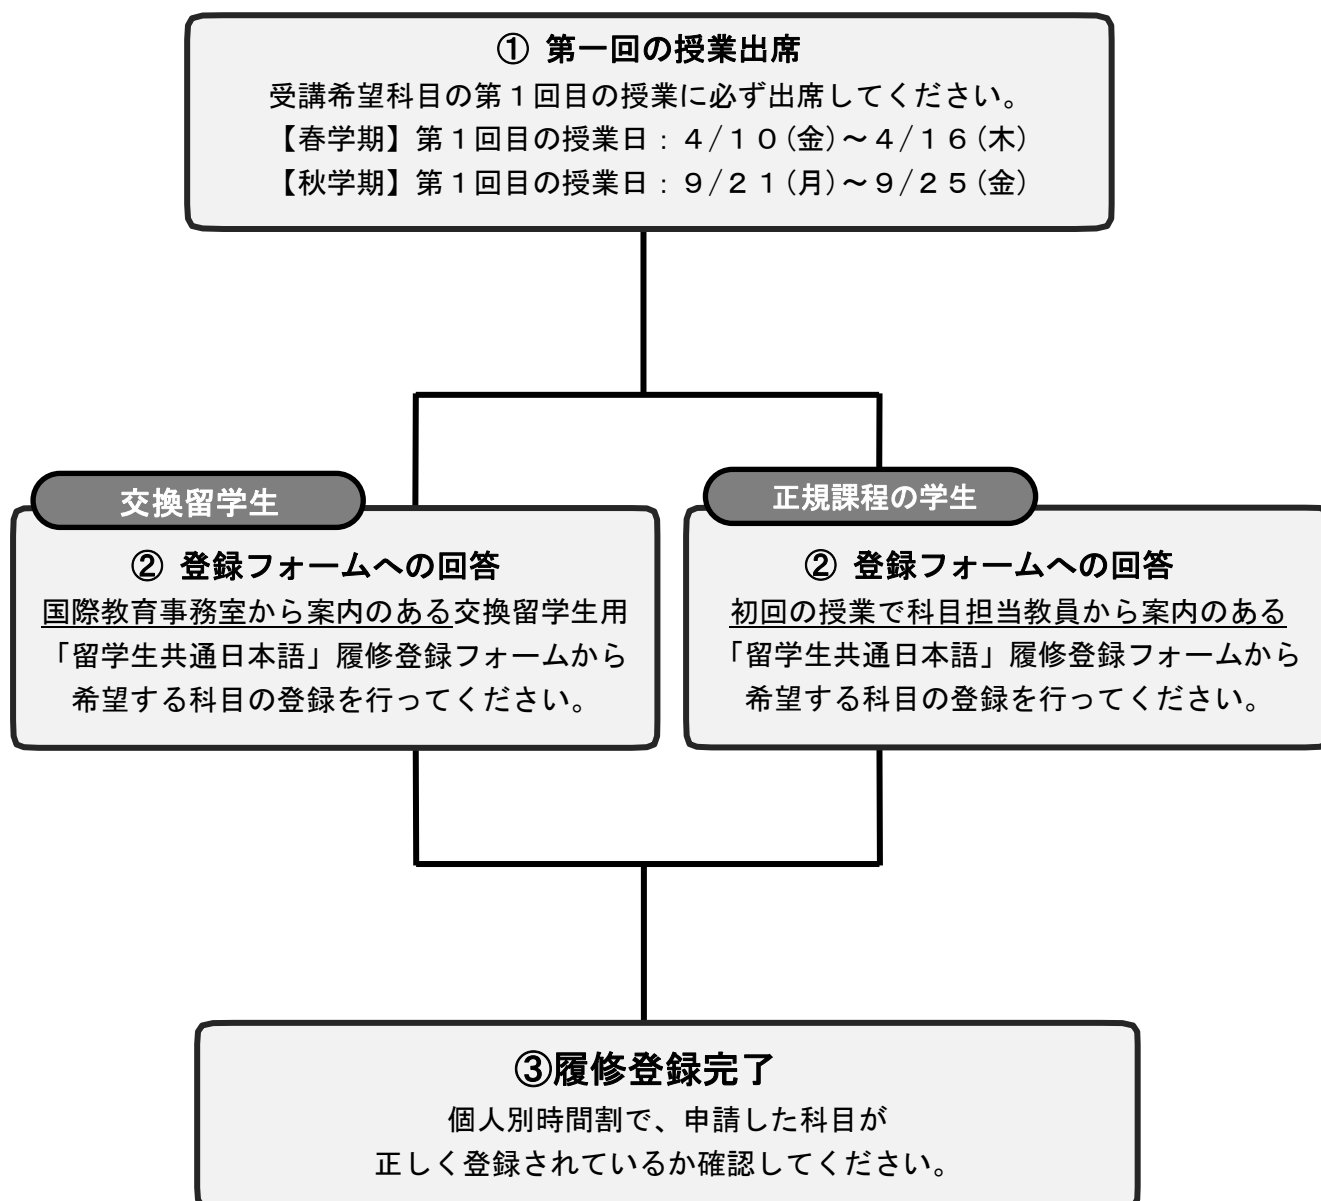 ① 第一回の授業出席
受講希望科目の第１回目の授業に必ず出席してください。
【春学期】第１回目の授業日：４/１０(金)～４/１６(木)
【秋学期】第１回目の授業日：９/２１(月)～９/２５(金)
交換留学生
② 登録フォームへの回答
国際教育事務室から案内のある交換留学生用
「留学生共通日本語」履修登録フォームから
希望する科目の登録を行ってください。
正規課程の学生
② 登録フォームへの回答
初回の授業で科目担当教員から案内のある
「留学生共通日本語」履修登録フォームから
希望する科目の登録を行ってください。
③履修登録完了
個人別時間割で、申請した科目が
正しく登録されているか確認してください。